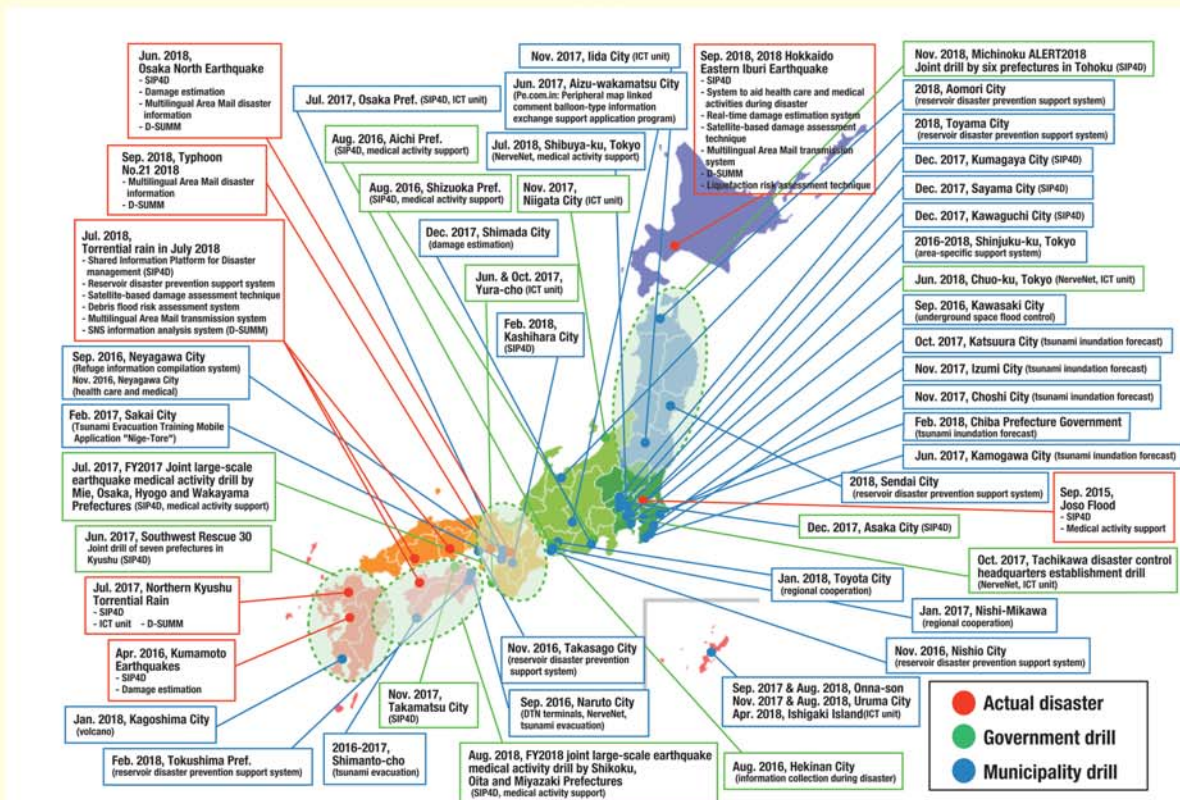 Jun. 2018,
Osaka North Earthquake
- SIP4D
- Damage estimation
- Multilingual Area Mail disaster
information
- D-SUMM
Sep. 2018, Typhoon
No.21 2018
- Multilingual Area Mail disaster
information
- D-SUMM
Jul. 2018,
Torrential rain in July 2018
- Shared Information Platform for Disaster
management (SIP4D)
- Reservoir disaster prevention support system
- Satellite-based damage assessment technique
- Debris flood risk assessment system
- Multilingual Area Mail transmission system
- SNS information analysis system (D-SUMM)
Sep. 2016, Neyagawa City
(Refuge information compilation system)
Nov. 2016, Neyagawa City
(health care and medical)
Feb. 2017, Sakai City
(Tsunami Evacuation Training Mobile
Application "Nige-Tore")
Jul. 2017, FY2017 Joint large-scale
earthquake medical activity drill by
Mie, Osaka, Hyogo and Wakayama
Prefectures (SIP4D, medical activity support)
Jun. 2017, Southwest Rescue 30
Joint drill of seven prefectures in
Kyushu (SIP4D)
Jul. 2017, Northern Kyushu
Torrential Rain
- SIP4D
- ICT unit - D-SUMM
Apr. 2016, Kumamoto
Earthquakes
- SIP4D
- Damage estimation
Jan. 2018, Kagoshima City
(volcano)
Feb. 2018, Tokushima Pref.
(reservoir disaster prevention support system)
Jul. 2017, Osaka Pref. (SIP4D, ICT unit)
Aug. 2016, Aichi Pref.
(SIP4D, medical activity support)
Aug. 2016, Shizuoka Pref.
(SIP4D, medical activity support)
Dec. 2017, Shimada City
(damage estimation)
Jun. & Oct. 2017,
Yura-cho (ICT unit)
Feb. 2018,
Kashihara City
(SIP4D)
Nov. 2017, Iida City (ICT unit)
Jun. 2017, Aizu-wakamatsu City
(Pe.com.in: Peripheral map linked
comment balloon-type information
exchange support application program)
Jul. 2018, Shibuya-ku, Tokyo
(NerveNet, medical activity support)
Nov. 2017,
Niigata City (ICT unit)
Sep. 2018, 2018 Hokkaido
Eastern Iburi Earthquake
- SIP4D
- System to aid health care and medical
activities during disaster
- Real-time damage estimation system
- Satellite-based damage assessment
technique
- Multilingual Area Mail transmission
system
- D-SUMM
- Liquefaction risk assessment technique
Nov. 2018, Michinoku ALERT2018
Joint drill by six prefectures in Tohoku (SIP4D)
2018, Aomori City
(reservoir disaster prevention support system)
2018, Toyama City
(reservoir disaster prevention support system)
Dec. 2017, Kumagaya City (SIP4D)
Dec. 2017, Sayama City (SIP4D)
Dec. 2017, Kawaguchi City (SIP4D)
2016-2018, Shinjuku-ku, Tokyo
(area-specific support system)
Jun. 2018, Chuo-ku, Tokyo (NerveNet, ICT unit)
Sep. 2016, Kawasaki City
(underground space flood control)
Oct. 2017, Katsuura City (tsunami inundation forecast)
Nov. 2017, Izumi City (tsunami inundation forecast)
Nov. 2017, Choshi City (tsunami inundation forecast)
Feb. 2018, Chiba Prefecture Government
(tsunami inundation forecast)
Jun. 2017, Kamogawa City (tsunami inundation forecast)
2018, Sendai City
(reservoir disaster prevention support system)
Sep. 2015,
Joso Flood
- SIP4D
- Medical activity support
Dec. 2017, Asaka City (SIP4D)
Oct. 2017, Tachikawa disaster control
headquarters establishment drill
(NerveNet, ICT unit)
Jan. 2018, Toyota City
(regional cooperation)
Jan. 2017, Nishi-Mikawa
(regional cooperation)
Nov. 2016, Nishio City
(reservoir disaster prevention support system)
Nov. 2016, Takasago City
(reservoir disaster prevention
support system)
Sep. 2016, Naruto City
(DTN terminals, NerveNet,
tsunami evacuation)
Nov. 2017,
Takamatsu City
(SIP4D)
2016-2017,
Shimanto-cho
(tsunami evacuation)
Aug. 2018, FY2018 joint large-scale earthquake
medical activity drill by Shikoku,
Oita and Miyazaki Prefectures
(SIP4D, medical activity support)
Sep. 2017 & Aug. 2018, Onna-son
Nov. 2017 & Aug. 2018, Uruma City
Apr. 2018, Ishigaki Island(ICT unit)
Aug. 2016, Hekinan City
(information collection during disaster)
Actual disaster
Government drill
Municipality drill